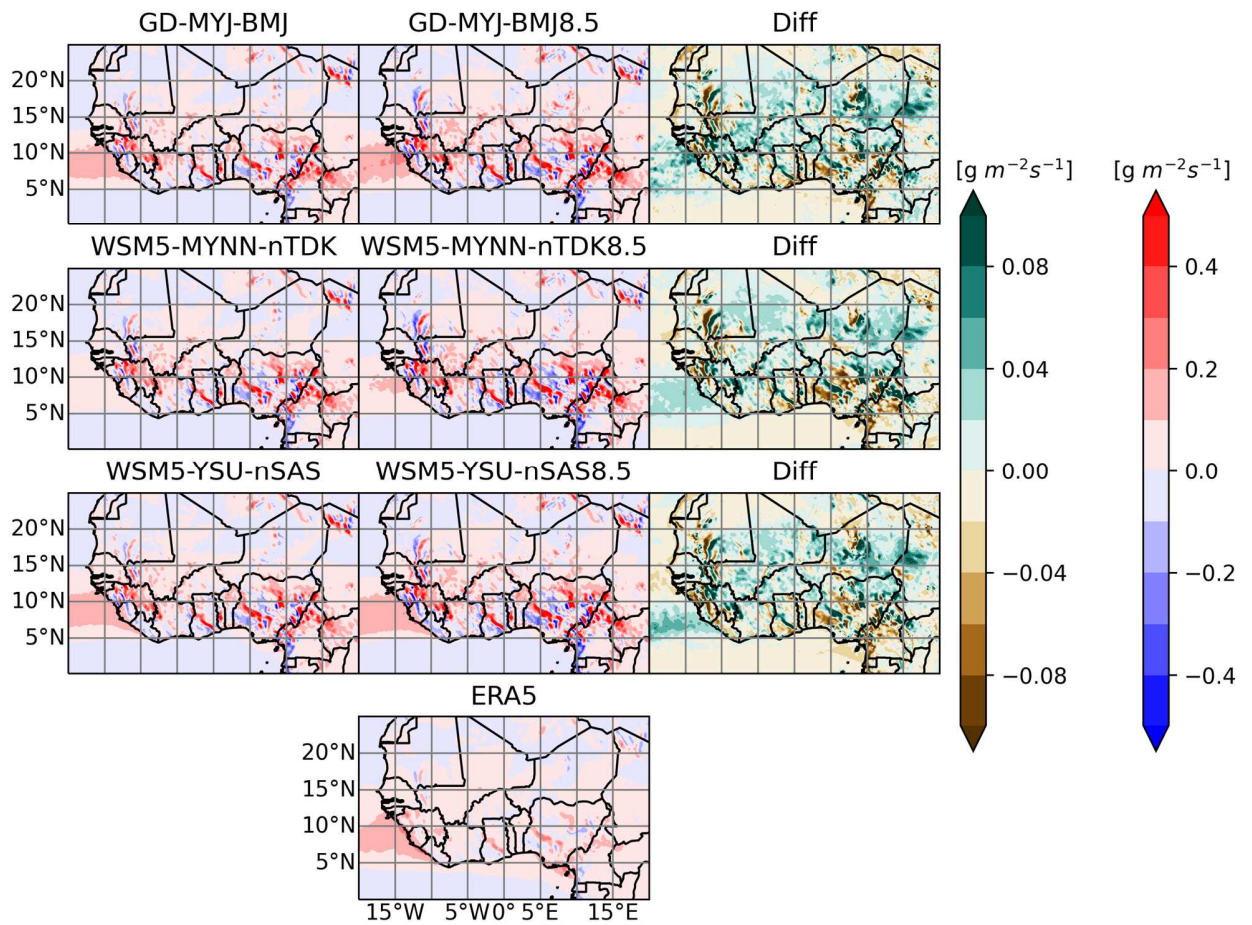 GD-MYJ-BMJ GD-MYJ-BMJ8.5 Diff
20°N
15°N
10°N
5°N
[g m⁻²s⁻¹] [g m⁻²s⁻¹]
WSM5-MYNN-nTDK WSM5-MYNN-nTDK8.5 Diff
20°N
15°N
10°N
5°N
WSM5-YSU-nSAS WSM5-YSU-nSAS8.5 Diff
20°N
15°N
10°N
5°N
0.08
0.04
0.00
−0.04
−0.08
0.4
0.2
0.0
−0.2
−0.4
ERA5
20°N
15°N
10°N
5°N
15°W 5°W 0° 5°E 15°E